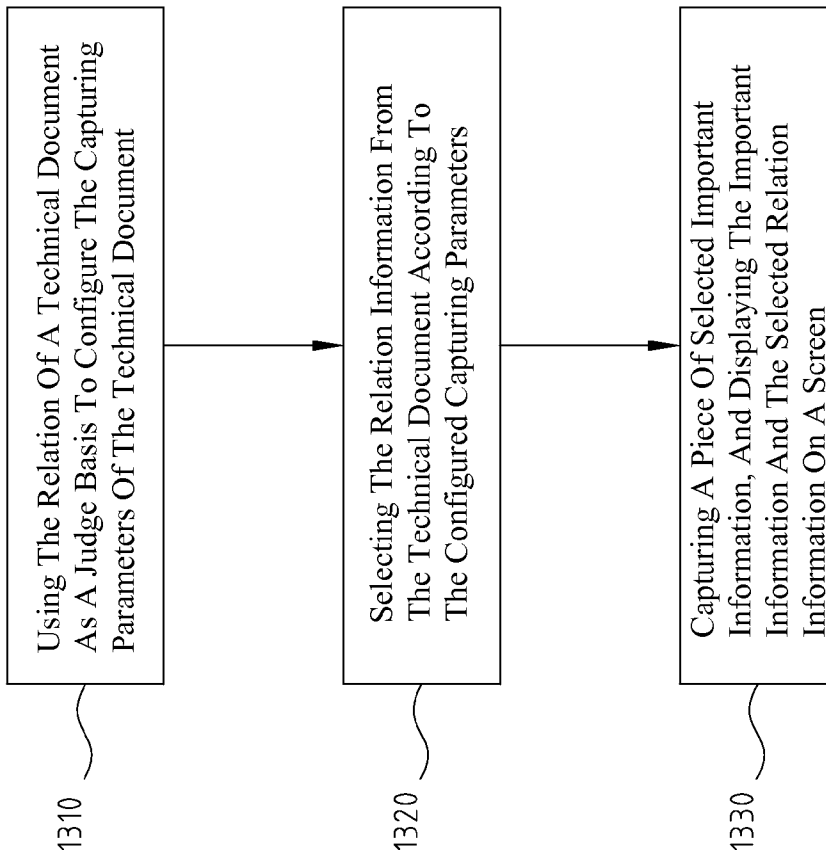 Using The Relation Of A Technical Document
As A Judge Basis To Configure The Capturing
Parameters Of The Technical Document
1310
Selecting The Relation Information From
The Technical Document According To
The Configured Capturing Parameters
1320
Capturing A Piece Of Selected Important
Information, And Displaying The Important
Information And The Selected Relation
Information On A Screen
1330